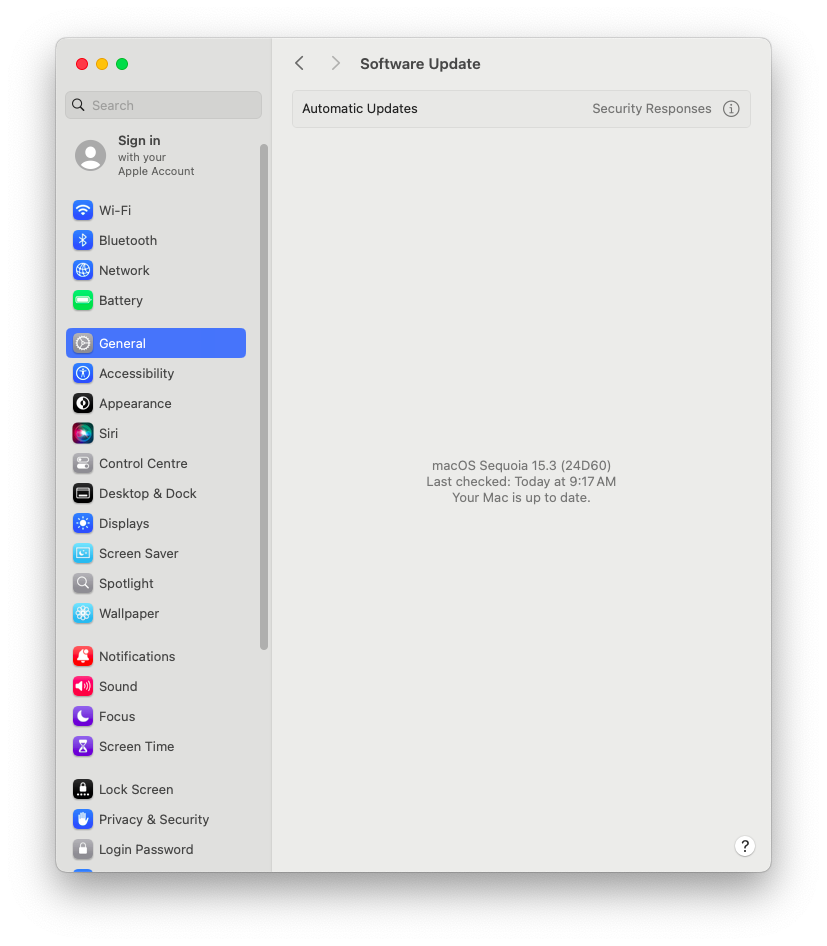 Software Update
Search
Automatic Updates
Security Responses
Sign in
with your
Apple Account
Wi-Fi
Bluetooth
Network
Battery
General
Accessibility
Appearance
Siri
Control Centre
Desktop & Dock
Displays
Screen Saver
Spotlight
Wallpaper
Notifications
Sound
Focus
Screen Time
Lock Screen
Privacy & Security
Login Password
macOS Sequoia 15.3 (24D60)
Last checked: Today at 9:17 AM
Your Mac is up to date.
?